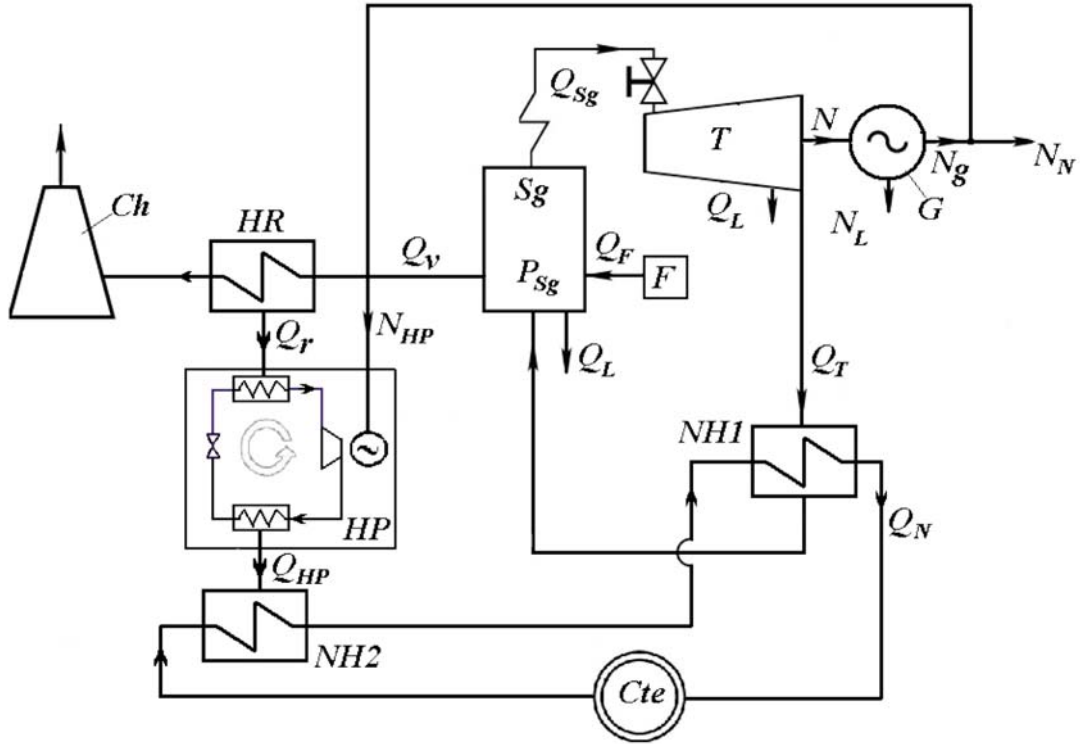 Q_Sg
N
T
N_g
N_N
Ch
HR
Sg
Q_L
N_L
G
Q_v
Q_F
F
P_Sg
Q_r
N_HP
Q_L
Q_T
NH1
HP
Q_N
Q_HP
NH2
Cte